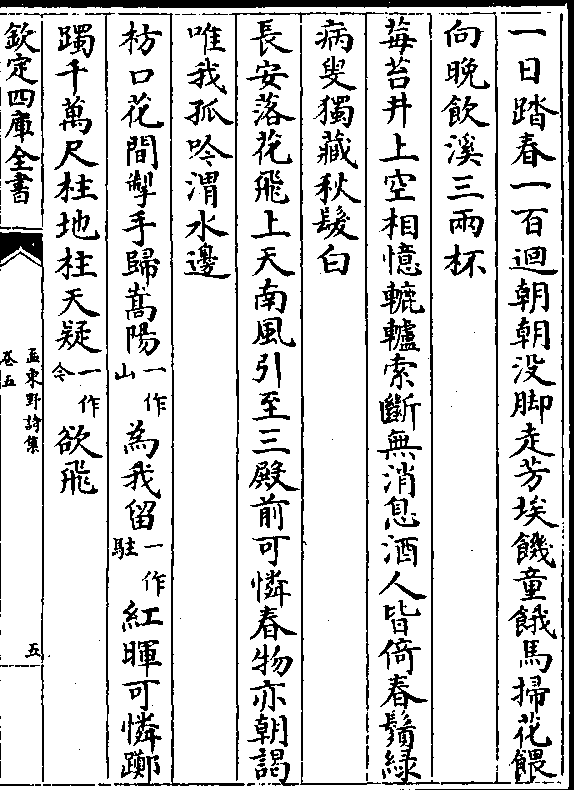 一日踏春一百迴朝朝没脚走芳埃饑童餓馬掃花餵
向晚飲溪三兩杯
莓苔井上空相憶轆轤索斷無消息酒人皆倚春鬢緑
病叟獨藏秋髮白
長安落花飛上天南風引至三殿前可憐春物亦朝謁
唯我孤吟渭水邊
枋口花間掣手歸嵩陽一作山為我留一作駐紅暉可憐躑
躅千萬尺柱地柱天疑一作令欲飛
欽定四庫全書
孟東野詩集
卷五
五